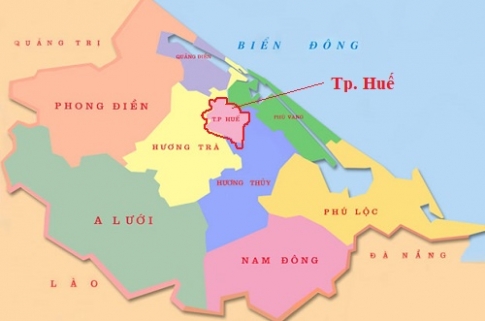 QUẢNG TRỊ
BIỂN ĐÔNG
QUẢNG ĐIỀN
Tp. Huế
PHONG ĐIỀN
T.P HUẾ
PHÚ VANG
HƯƠNG TRÀ
HƯƠNG THỦY
A LƯỚI
PHÚ LỘC
NAM ĐÔNG
ĐÀ NẴNG
LÀO